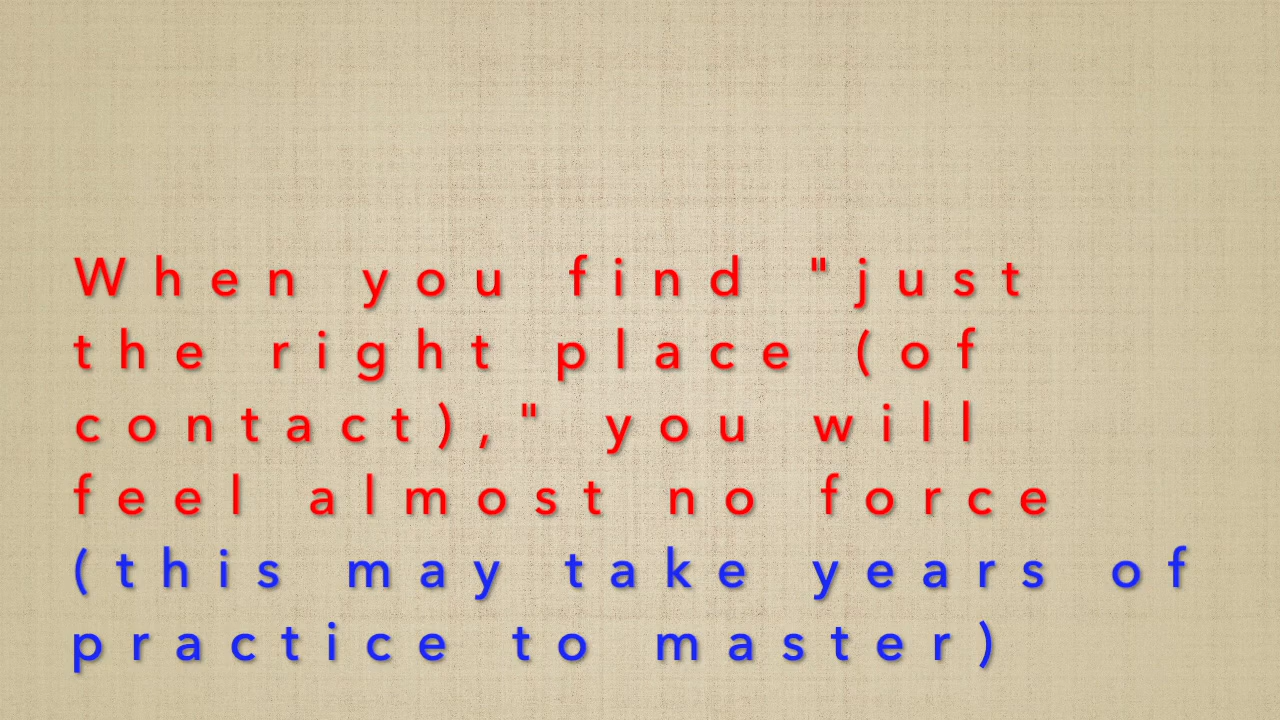 When you find "just
the right place (of
contact)," you will
feel almost no force
(this may take years of
practice to master)